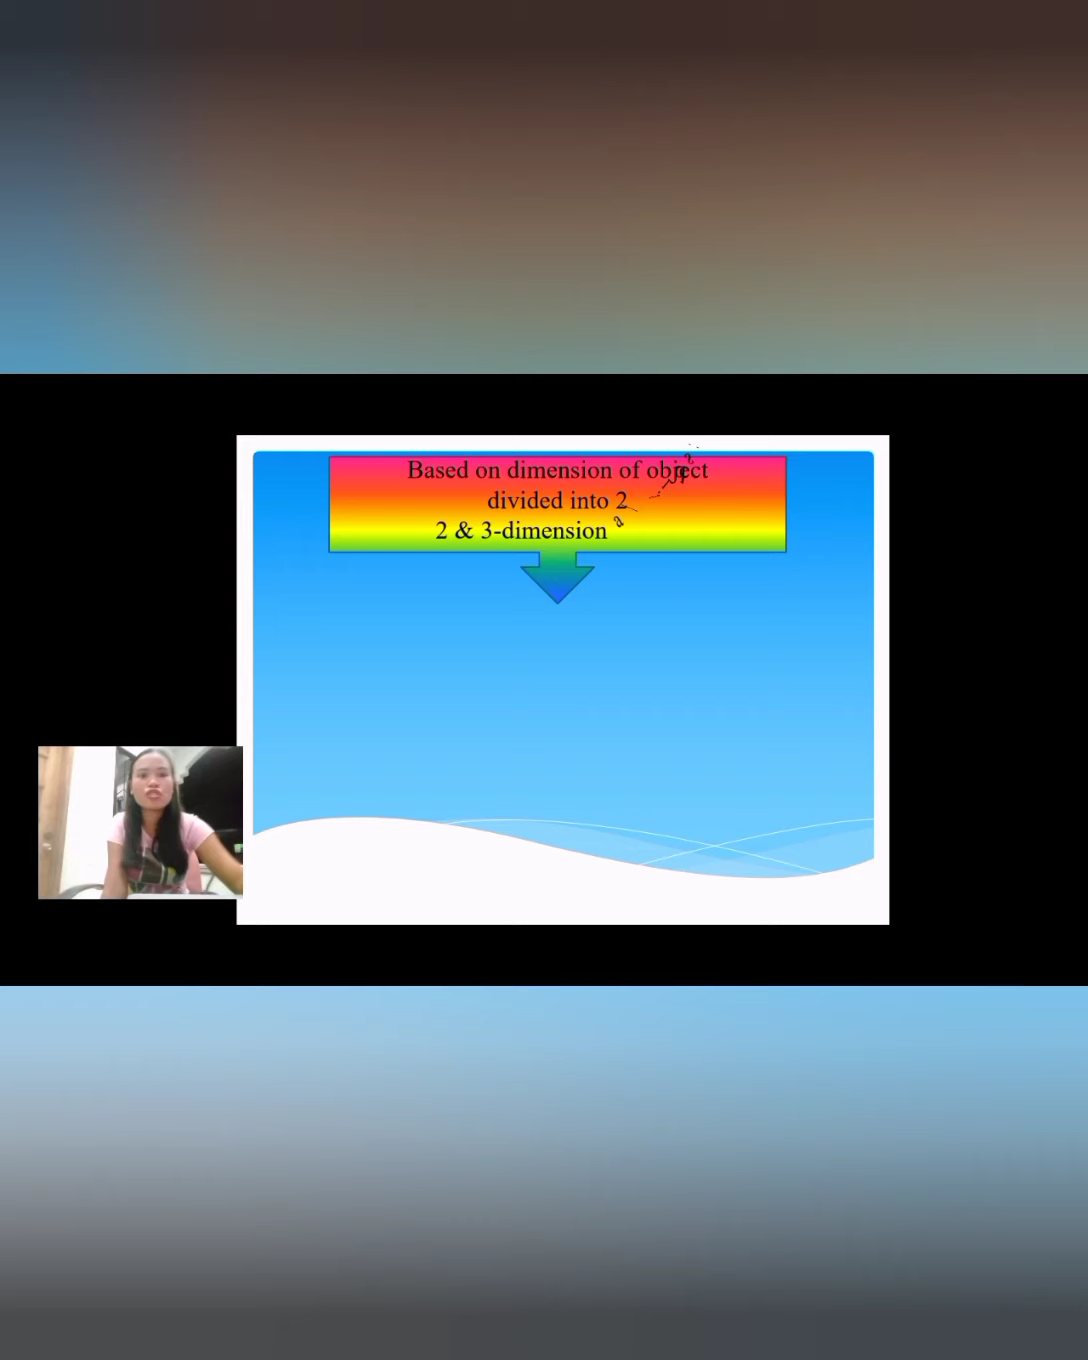 Based on dimension of object
divided into 2
2 & 3-dimension